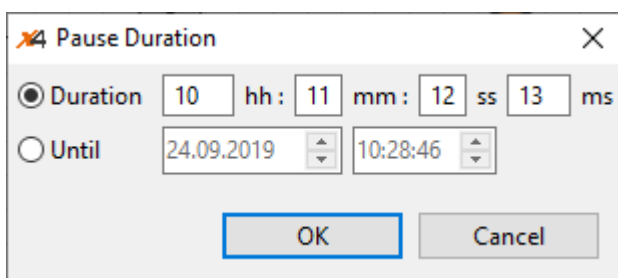 x4 Pause Duration
Duration 10 hh : 11 mm : 12 ss 13 ms
Until 24.09.2019 10:28:46
OK Cancel